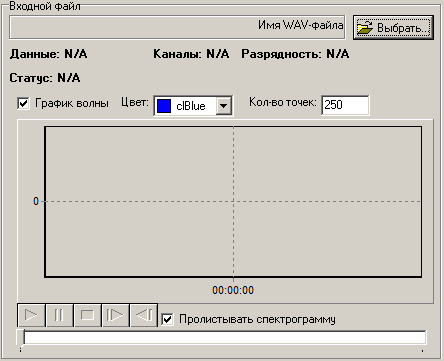 Входной файл
Имя WAV-файла Выбрать..
Данные: N/A Каналы: N/A Разрядность: N/A
Статус: N/A
График волны Цвет: clBlue Кол-во точек: 250
0
00:00:00
Пролистывать спектрограмму